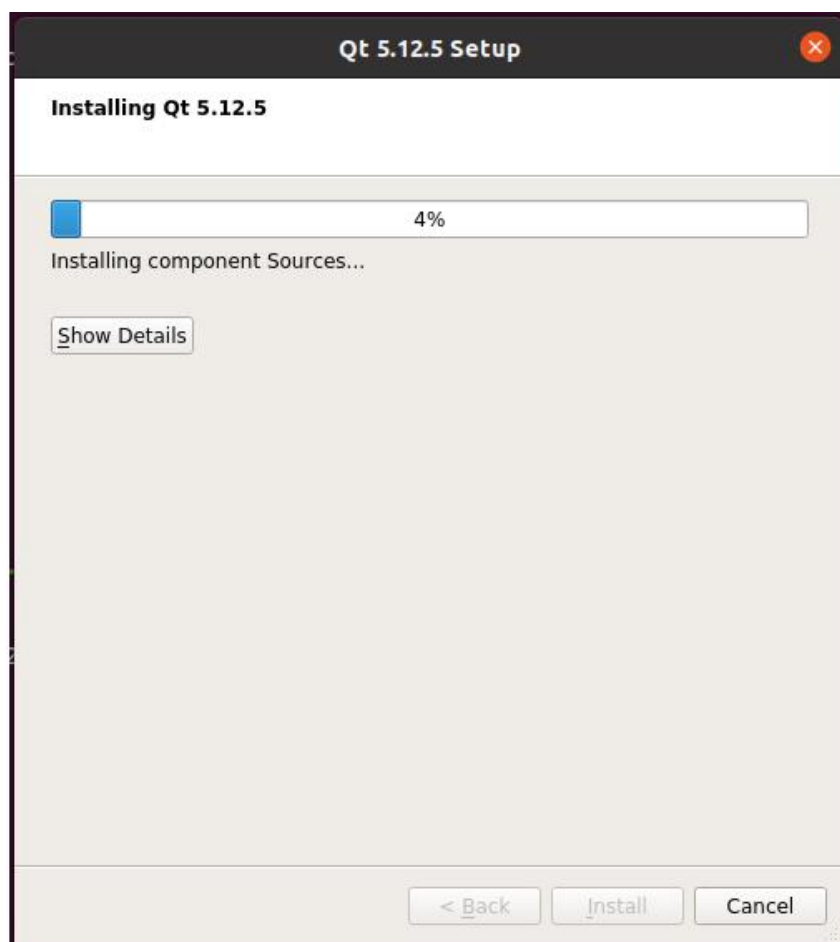 Qt 5.12.5 Setup
Installing Qt 5.12.5
4%
Installing component Sources...
Show Details
< Back Install Cancel